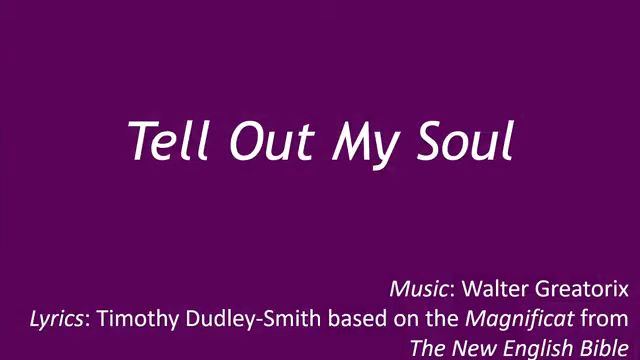 Tell Out My Soul
Music: Walter Greatorix
Lyrics: Timothy Dudley-Smith based on the Magnificat from
The New English Bible